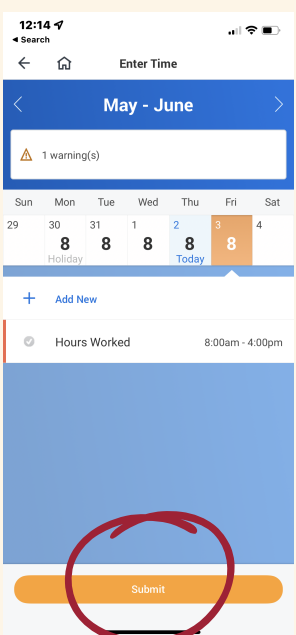 12:14
◄ Search
Enter Time
May - June
1 warning(s)
Sun Mon Tue Wed Thu Fri Sat
29 30 31 1 2 3 4
8 8 8 8 8
Holiday Today
+ Add New
Hours Worked 8:00am - 4:00pm
Submit